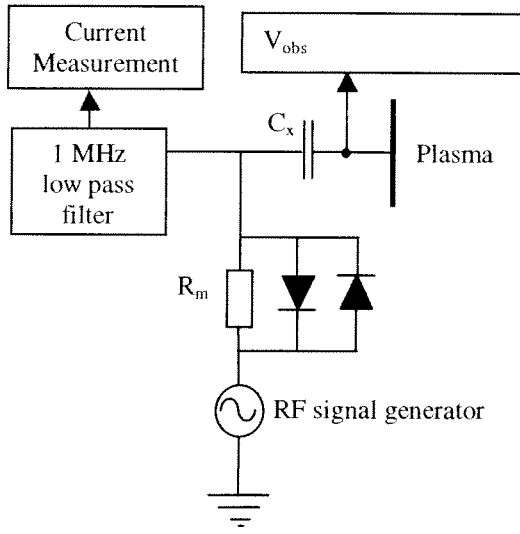 Current
Measurement
V_obs
C_x
1 MHz
low pass
filter
Plasma
R_m
RF signal generator